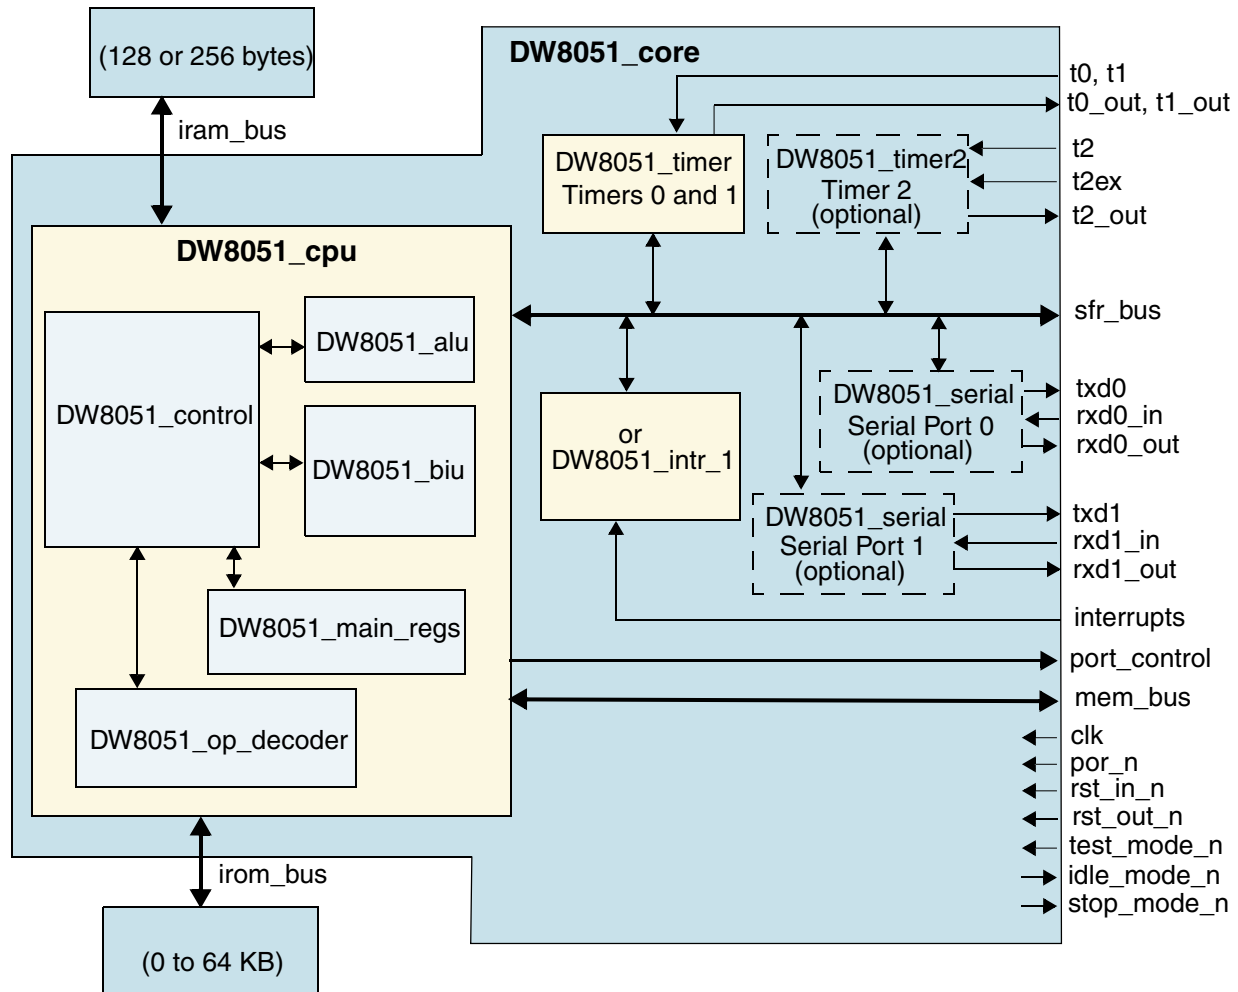 (128 or 256 bytes)
iram_bus
DW8051_core
t0, t1
t0_out, t1_out
DW8051_timer
Timers 0 and 1
DW8051_timer2
Timer 2
(optional)
t2
t2ex
t2_out
DW8051_cpu
DW8051_control
DW8051_alu
DW8051_biu
DW8051_main_regs
DW8051_op_decoder
sfr_bus
or
DW8051_intr_1
DW8051_serial
Serial Port 0
(optional)
txd0
rxd0_in
rxd0_out
DW8051_serial
Serial Port 1
(optional)
txd1
rxd1_in
rxd1_out
interrupts
port_control
mem_bus
clk
por_n
rst_in_n
rst_out_n
test_mode_n
idle_mode_n
stop_mode_n
irom_bus
(0 to 64 KB)